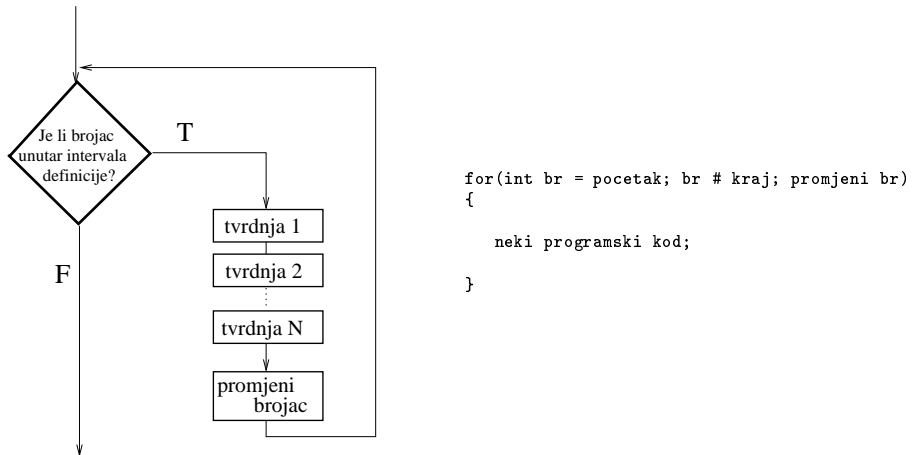 Je li brojac
unutar intervala
definicije?
T
F
tvrdnja 1
tvrdnja 2
tvrdnja N
promjeni
brojac
for(int br = pocetak; br # kraj; promjeni br)
{
neki programski kod;
}